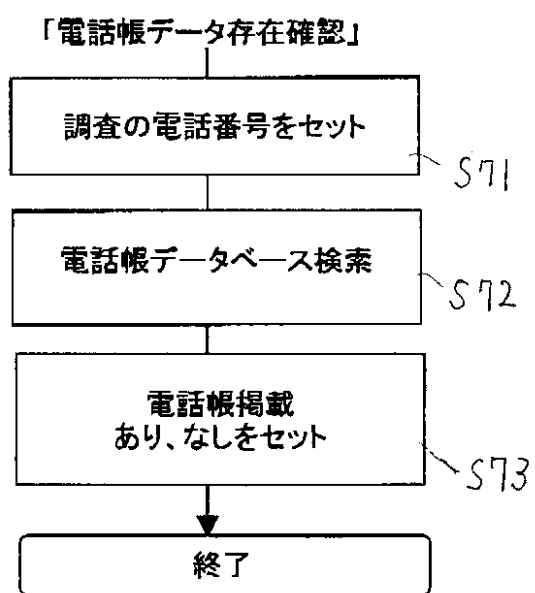 「電話帳データ存在確認」
調査の電話番号をセット
S71
電話帳データベース検索
S72
電話帳掲載
あり、なしをセット
S73
終了